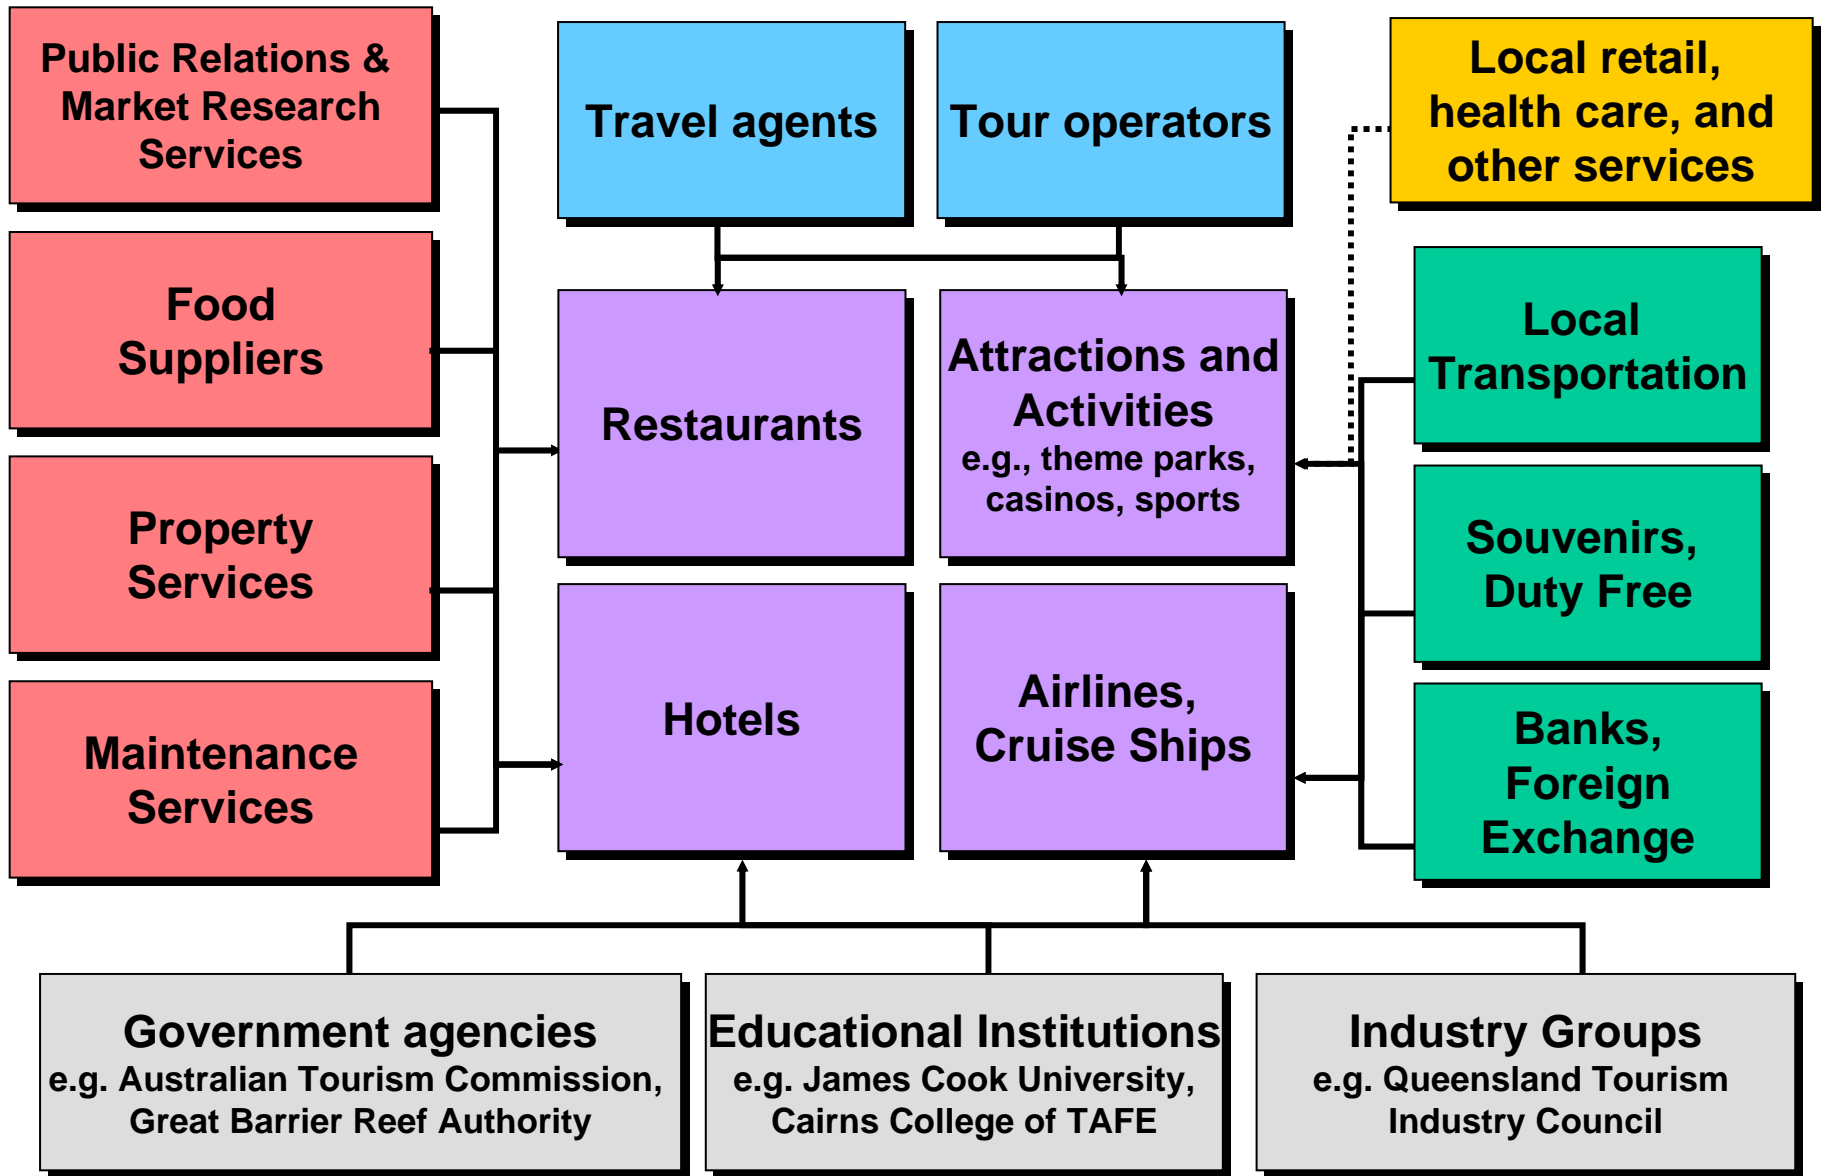 Public Relations &
Market Research
Services
Travel agents
Tour operators
Local retail,
health care, and
other services
Food
Suppliers
Restaurants
Attractions and
Activities
e.g., theme parks,
casinos, sports
Local
Transportation
Property
Services
Souvenirs,
Duty Free
Maintenance
Services
Hotels
Airlines,
Cruise Ships
Banks,
Foreign
Exchange
Government agencies
e.g. Australian Tourism Commission,
Great Barrier Reef Authority
Educational Institutions
e.g. James Cook University,
Cairns College of TAFE
Industry Groups
e.g. Queensland Tourism
Industry Council